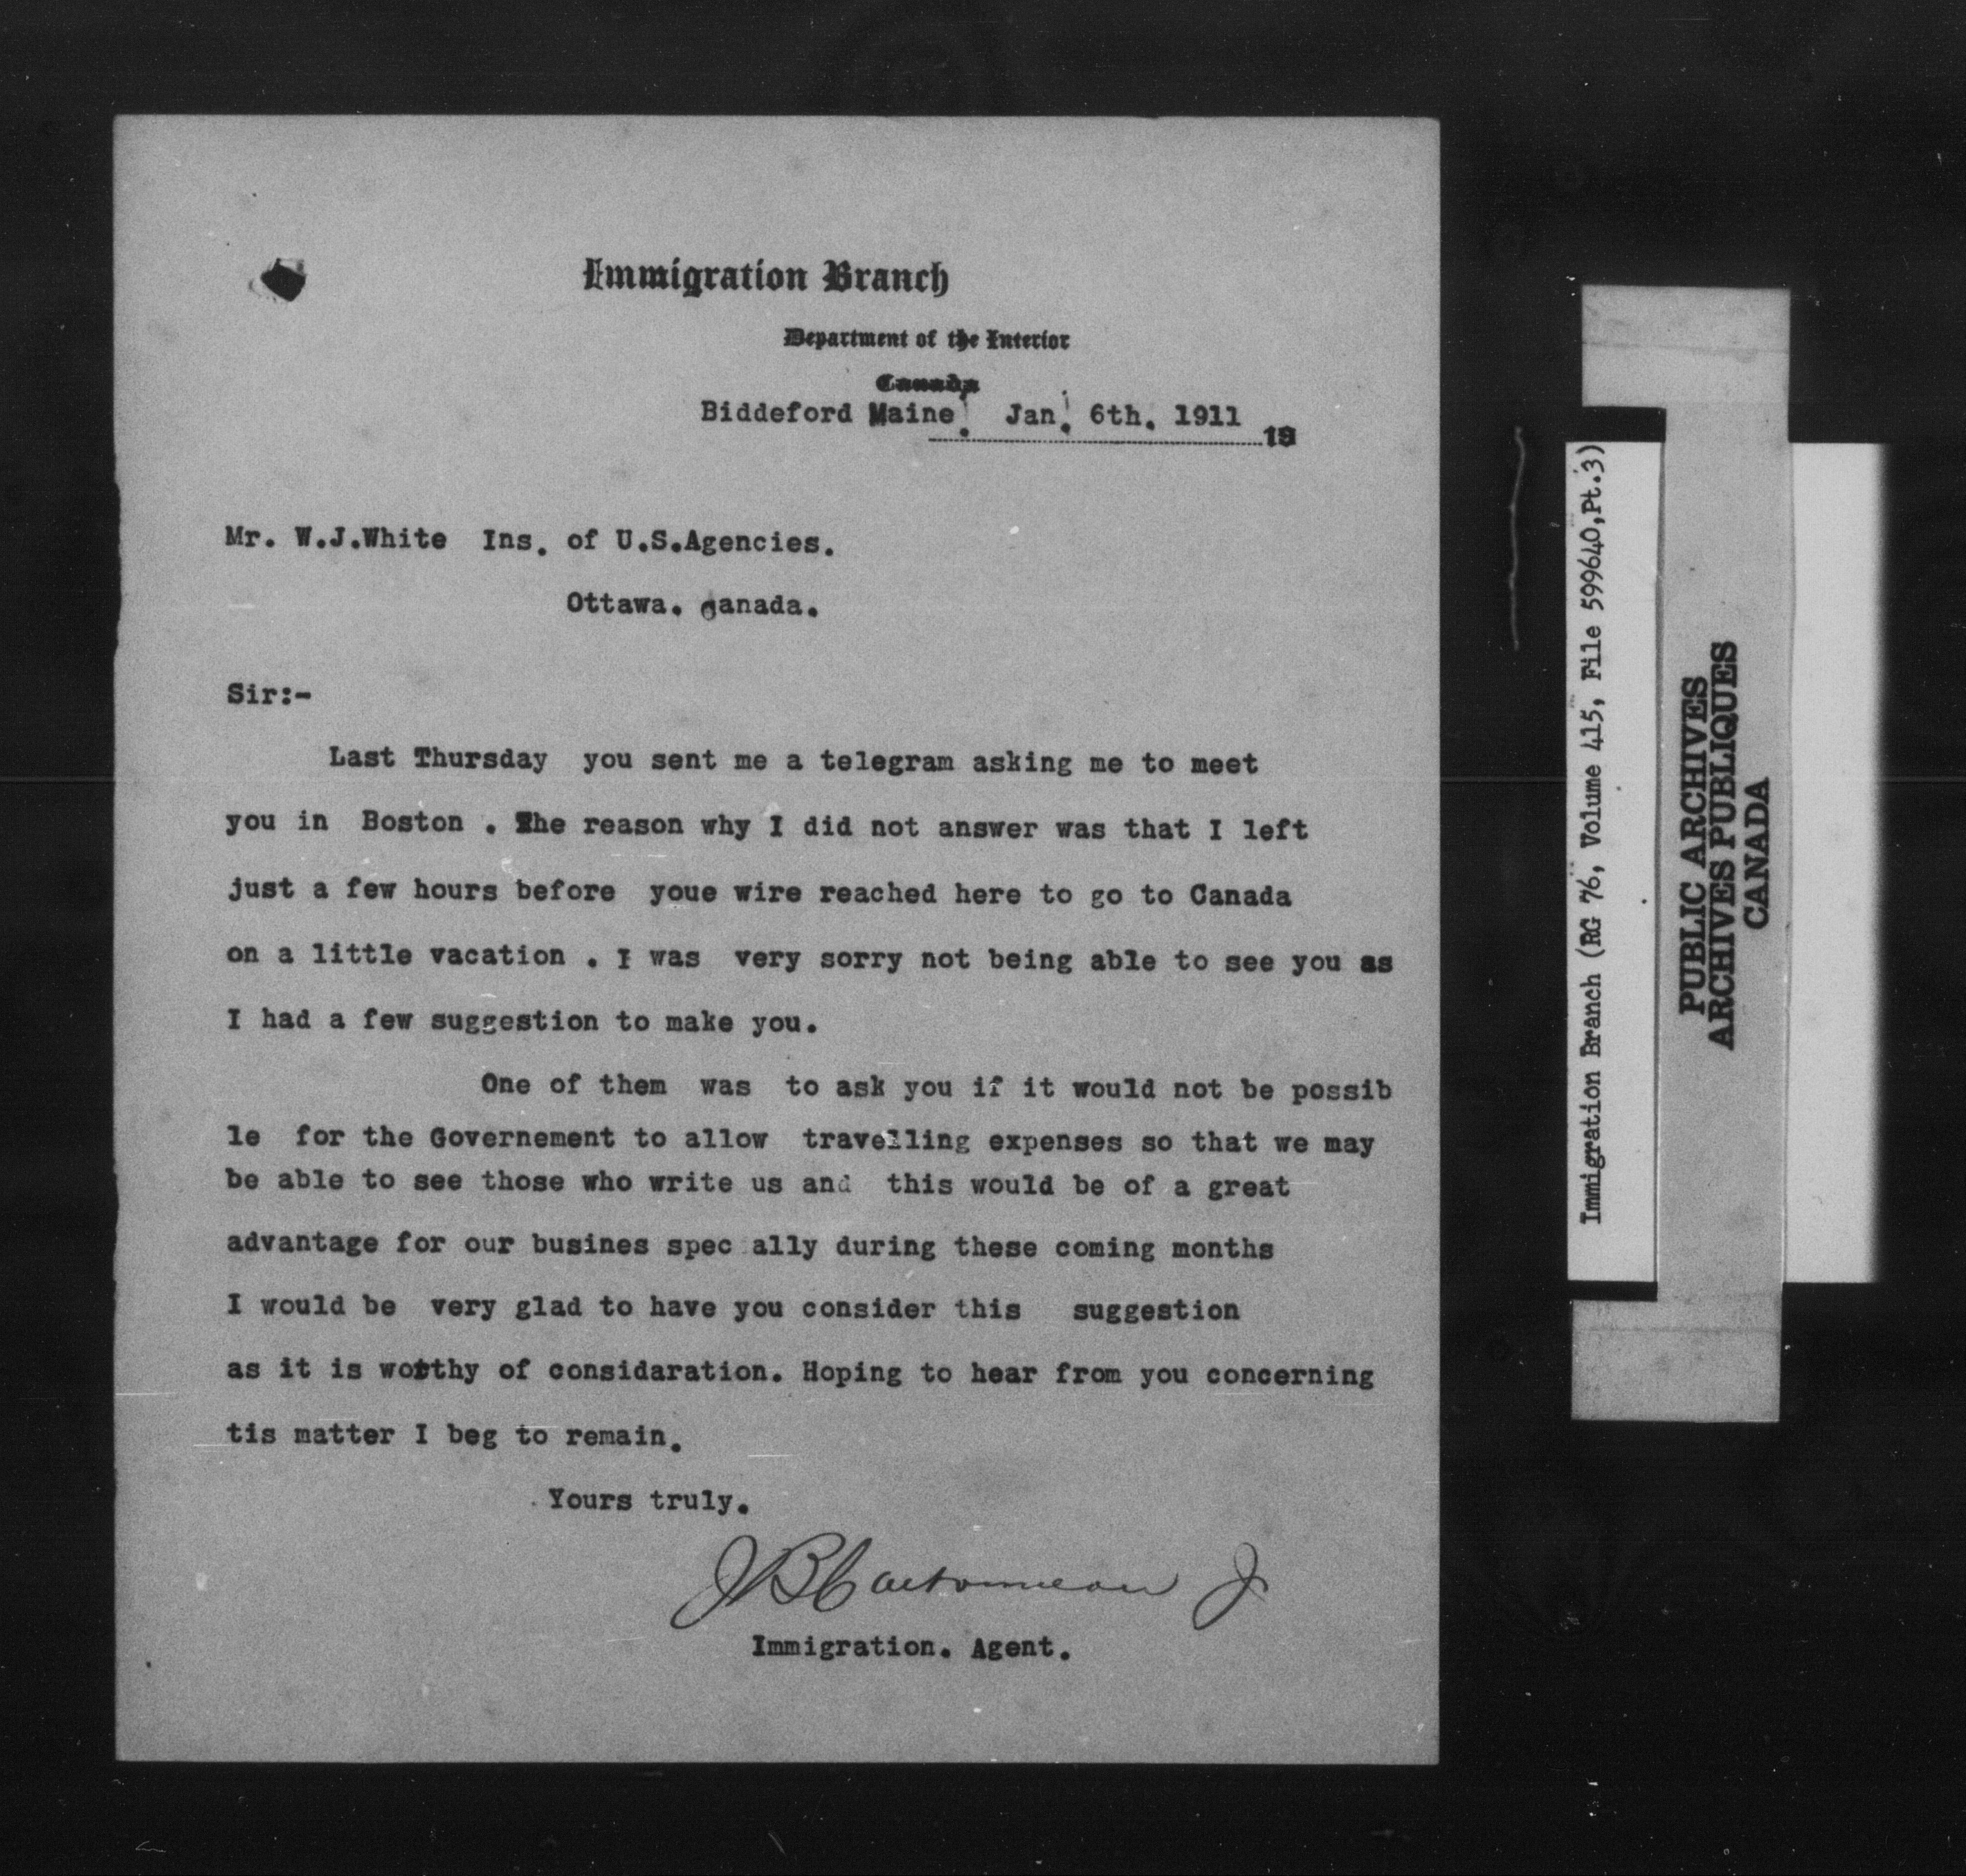 Immigration Branch
Department of the Interior
Canada
Biddeford Maine. Jan. 6th. 1911
19
Mr. W.J.White Ins. of U.S.Agencies.
Ottawa. Canada.
Sir:-
Last Thursday you sent me a telegram asking me to meet
you in Boston . The reason why I did not answer was that I left
just a few hours before youe wire reached here to go to Canada
on a little vacation . I was very sorry not being able to see you as
I had a few suggestion to make you.
One of them was to ask you if it would not be possib
le for the Governement to allow travelling expenses so that we may
be able to see those who write us and this would be of a great
advantage for our busines spec ally during these coming months
I would be very glad to have you consider this suggestion
as it is worthy of considaration. Hoping to hear from you concerning
tis matter I beg to remain.
Yours truly.
J B Carbonneau Jr
Immigration. Agent.
Immigration Branch (RG 76, Volume 415, File 599640,Pt.3)
PUBLIC ARCHIVES
ARCHIVES PUBLIQUES
CANADA